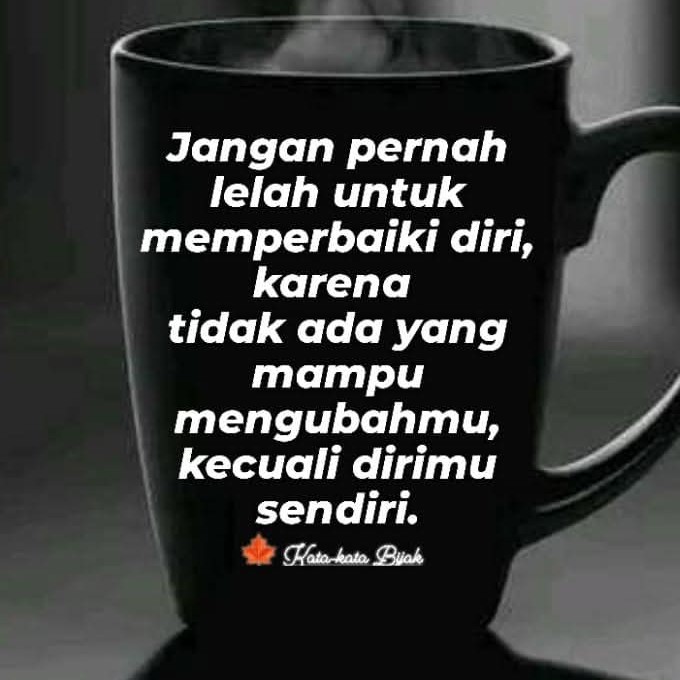 Jangan pernah
lelah untuk
memperbaiki diri,
karena
tidak ada yang
mampu
mengubahmu,
kecuali dirimu
sendiri.
Kata-kata Bijak